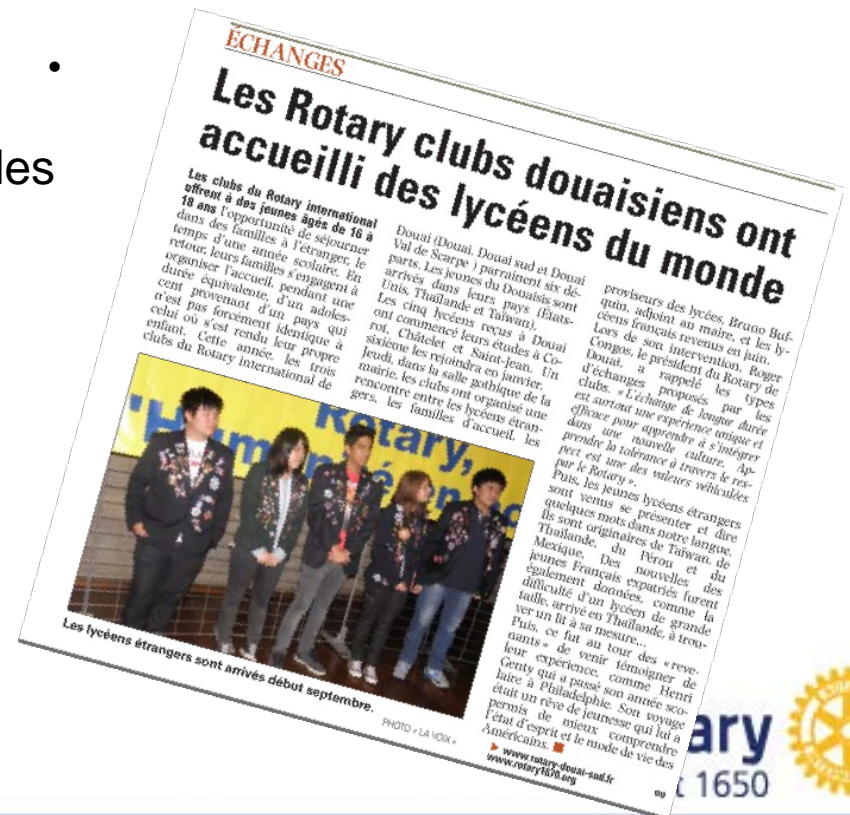 •
les
ÉCHANGES
Les Rotary clubs douaisiens ont
accueilli des lycéens du monde
Les clubs du Rotary international
offrent à des jeunes âgés de 16 à
18 ans l'opportunité de séjourner
dans des familles à l'étranger, le
temps d'une année scolaire. En
retour, leurs familles s'engagent à
organiser l'accueil, pendant une
durée équivalente, d'un adoles-
cent provenant d'un pays qui
n'est pas forcément identique à
celui où s'est rendu leur propre
enfant. Cette année, les trois
clubs du Rotary international de
Douai (Douai, Douai sud et Douai
Val de Scarpe ) parrainent six dé-
parts. Les jeunes du Douaisis sont
arrivés dans leurs pays (États-
Unis, Thaïlande et Taïwan).
Les cinq lycéens reçus à Douai
ont commencé leurs études à Co-
rot, Châtelet et Saint-Jean. Un
sixième les rejoindra en janvier.
Jeudi, dans la salle gothique de la
mairie, les clubs ont organisé une
rencontre entre les lycéens étran-
gers, les familles d'accueil, les
proviseurs des lycées, Bruno Buf-
quin, adjoint au maire, et les ly-
céens français revenus en juin.
Lors de son intervention, Roger
Congos, le président du Rotary de
Douai, a rappelé les types
d'échanges proposés par les
clubs. « L'échange de longue durée
est surtout une expérience unique et
efficace pour apprendre à s'intégrer
dans une nouvelle culture. Ap-
prendre la tolérance à travers le res-
pect est une des valeurs véhiculées
par le Rotary ».
Puis, les jeunes lycéens étrangers
sont venus se présenter et dire
quelques mots dans notre langue.
Ils sont originaires de Taïwan, de
Thaïlande, du Pérou et du
Mexique. Des nouvelles des
jeunes Français expatriés furent
également données, comme la
difficulté d'un lycéen de grande
taille, arrivé en Thaïlande, à trou-
ver un lit à sa mesure...
Puis, ce fut au tour des « reve-
nants » de venir témoigner de
leur expérience, comme Henri
Genty qui a passé son année sco-
laire à Philadelphie. Son voyage
était un rêve de jeunesse qui lui a
permis de mieux comprendre
l'état d'esprit et le mode de vie des
Américains.
www.rotary-douai-sud.fr
www.rotary1670.org
Rotary,
Les lycéens étrangers sont arrivés début septembre.
PHOTO « LA VOIX »
ary
1650